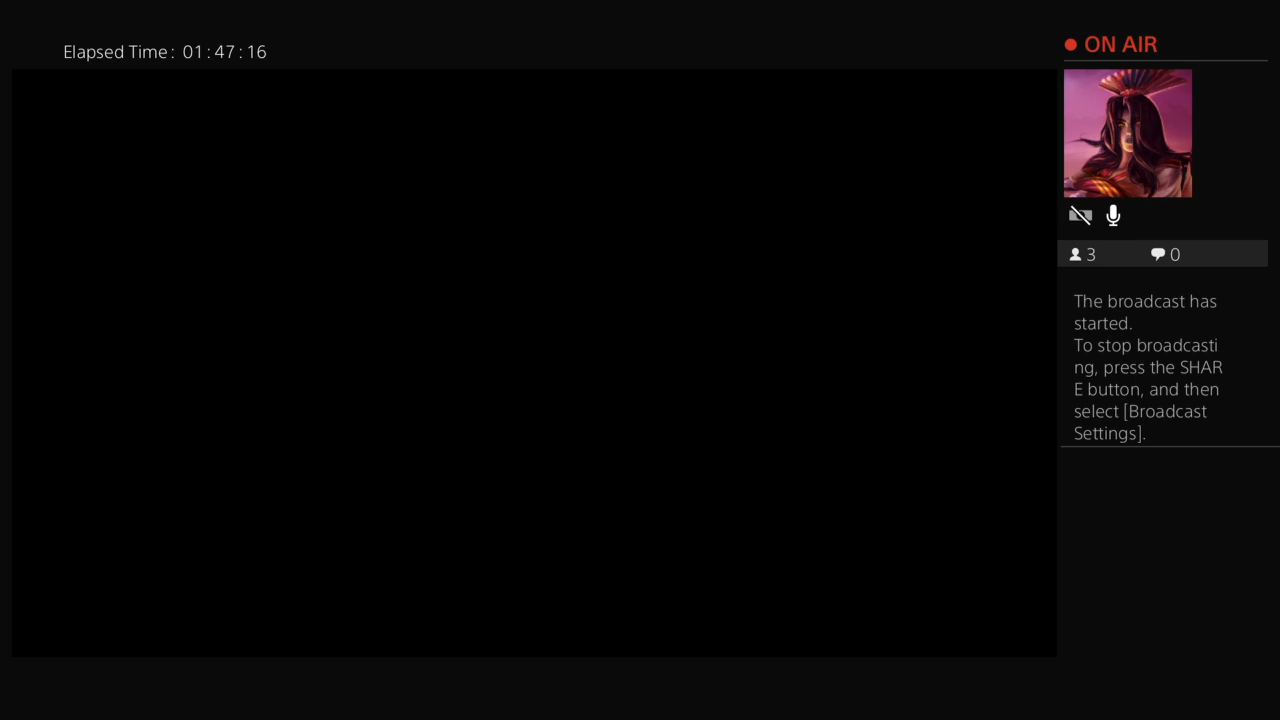 Elapsed Time: 01:47:16
ON AIR
3
0
The broadcast has
started.
To stop broadcasti
ng, press the SHAR
E button, and then
select [Broadcast
Settings].